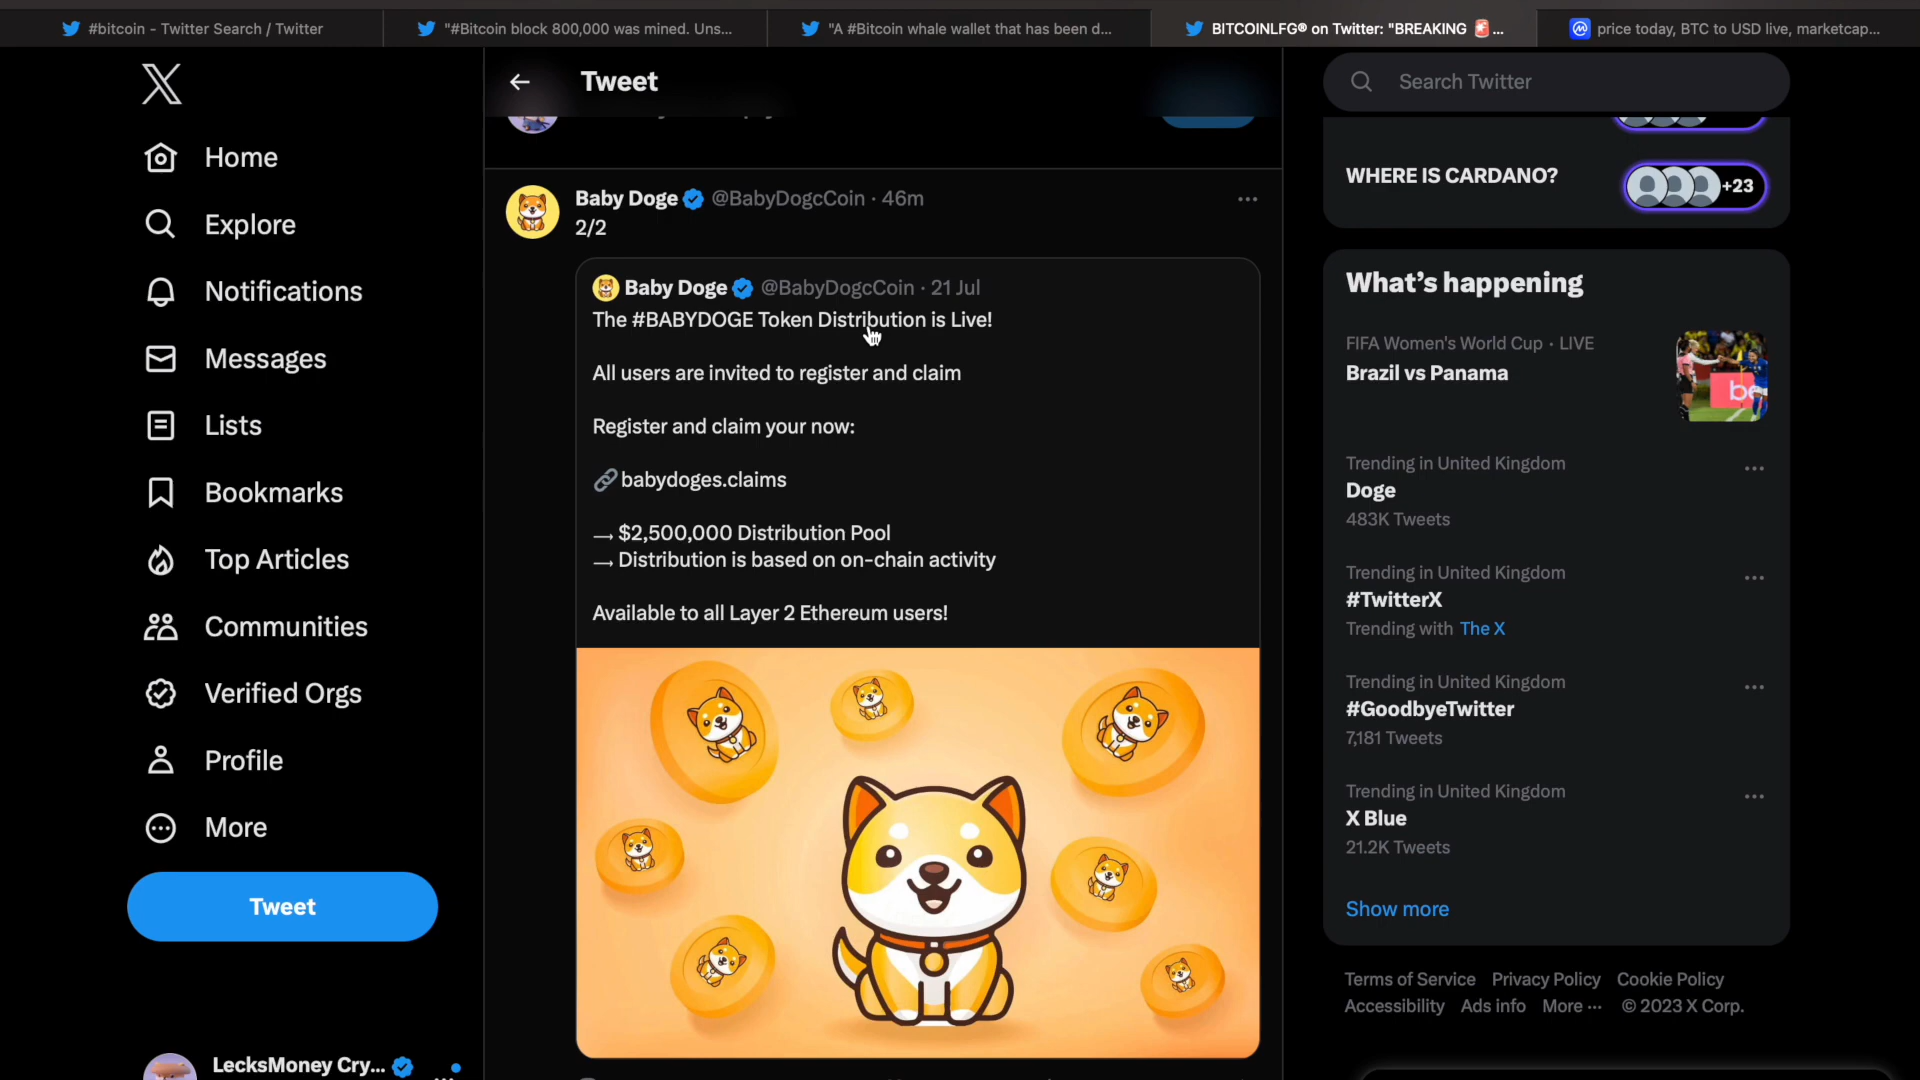 #bitcoin - Twitter Search / Twitter
"#Bitcoin block 800,000 was mined. Uns...
"A #Bitcoin whale wallet that has been d...
BITCOINLFG® on Twitter: "BREAKING 🚨...
price today, BTC to USD live, marketcap...
Home
Explore
Notifications
Messages
Lists
Bookmarks
Top Articles
Communities
Verified Orgs
Profile
More
Tweet
LecksMoney Cry...
Tweet
Baby Doge @BabyDogcCoin · 46m
2/2
Baby Doge @BabyDogcCoin · 21 Jul
The #BABYDOGE Token Distribution is Live!
All users are invited to register and claim
Register and claim your now:
🔗babydoges.claims
→ $2,500,000 Distribution Pool
→ Distribution is based on on-chain activity
Available to all Layer 2 Ethereum users!
Search Twitter
WHERE IS CARDANO?
+23
What's happening
FIFA Women's World Cup · LIVE
Brazil vs Panama
be
Trending in United Kingdom
Doge
483K Tweets
Trending in United Kingdom
#TwitterX
Trending with The X
Trending in United Kingdom
#GoodbyeTwitter
7,181 Tweets
Trending in United Kingdom
X Blue
21.2K Tweets
Show more
Terms of Service Privacy Policy Cookie Policy
Accessibility Ads info More ··· © 2023 X Corp.